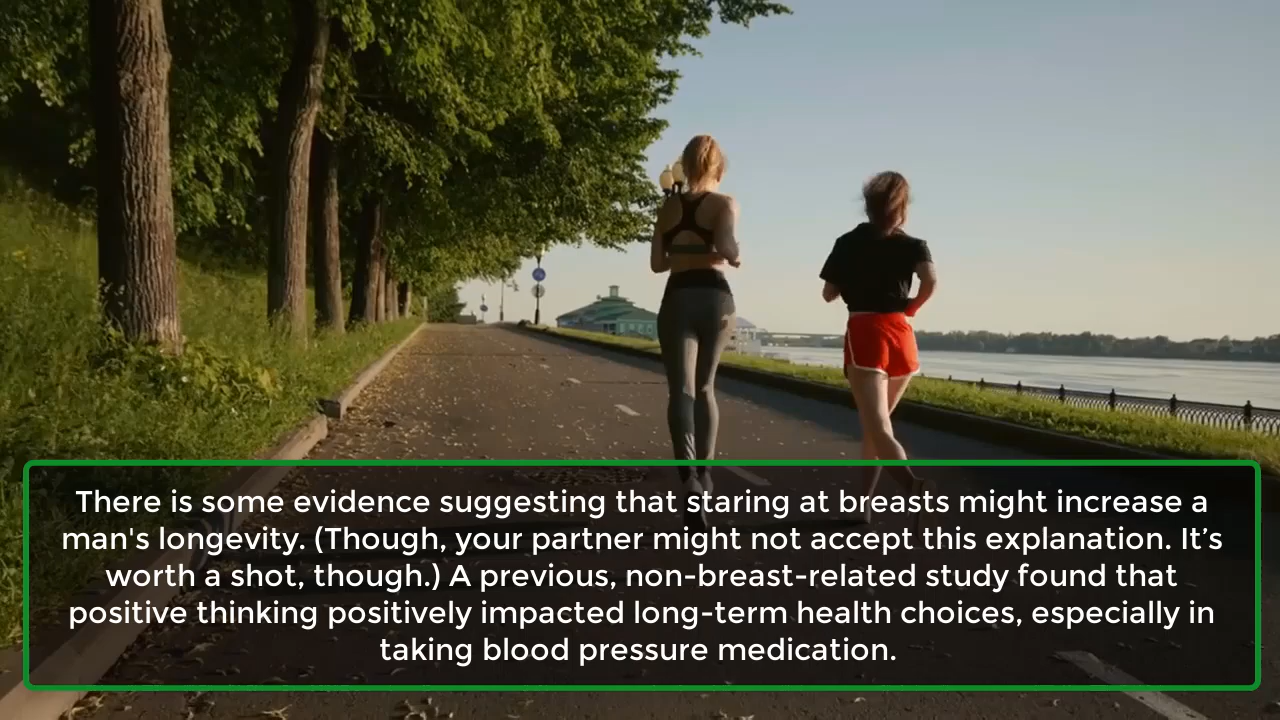 There is some evidence suggesting that staring at breasts might increase a
man's longevity. (Though, your partner might not accept this explanation. It’s
worth a shot, though.) A previous, non-breast-related study found that
positive thinking positively impacted long-term health choices, especially in
taking blood pressure medication.